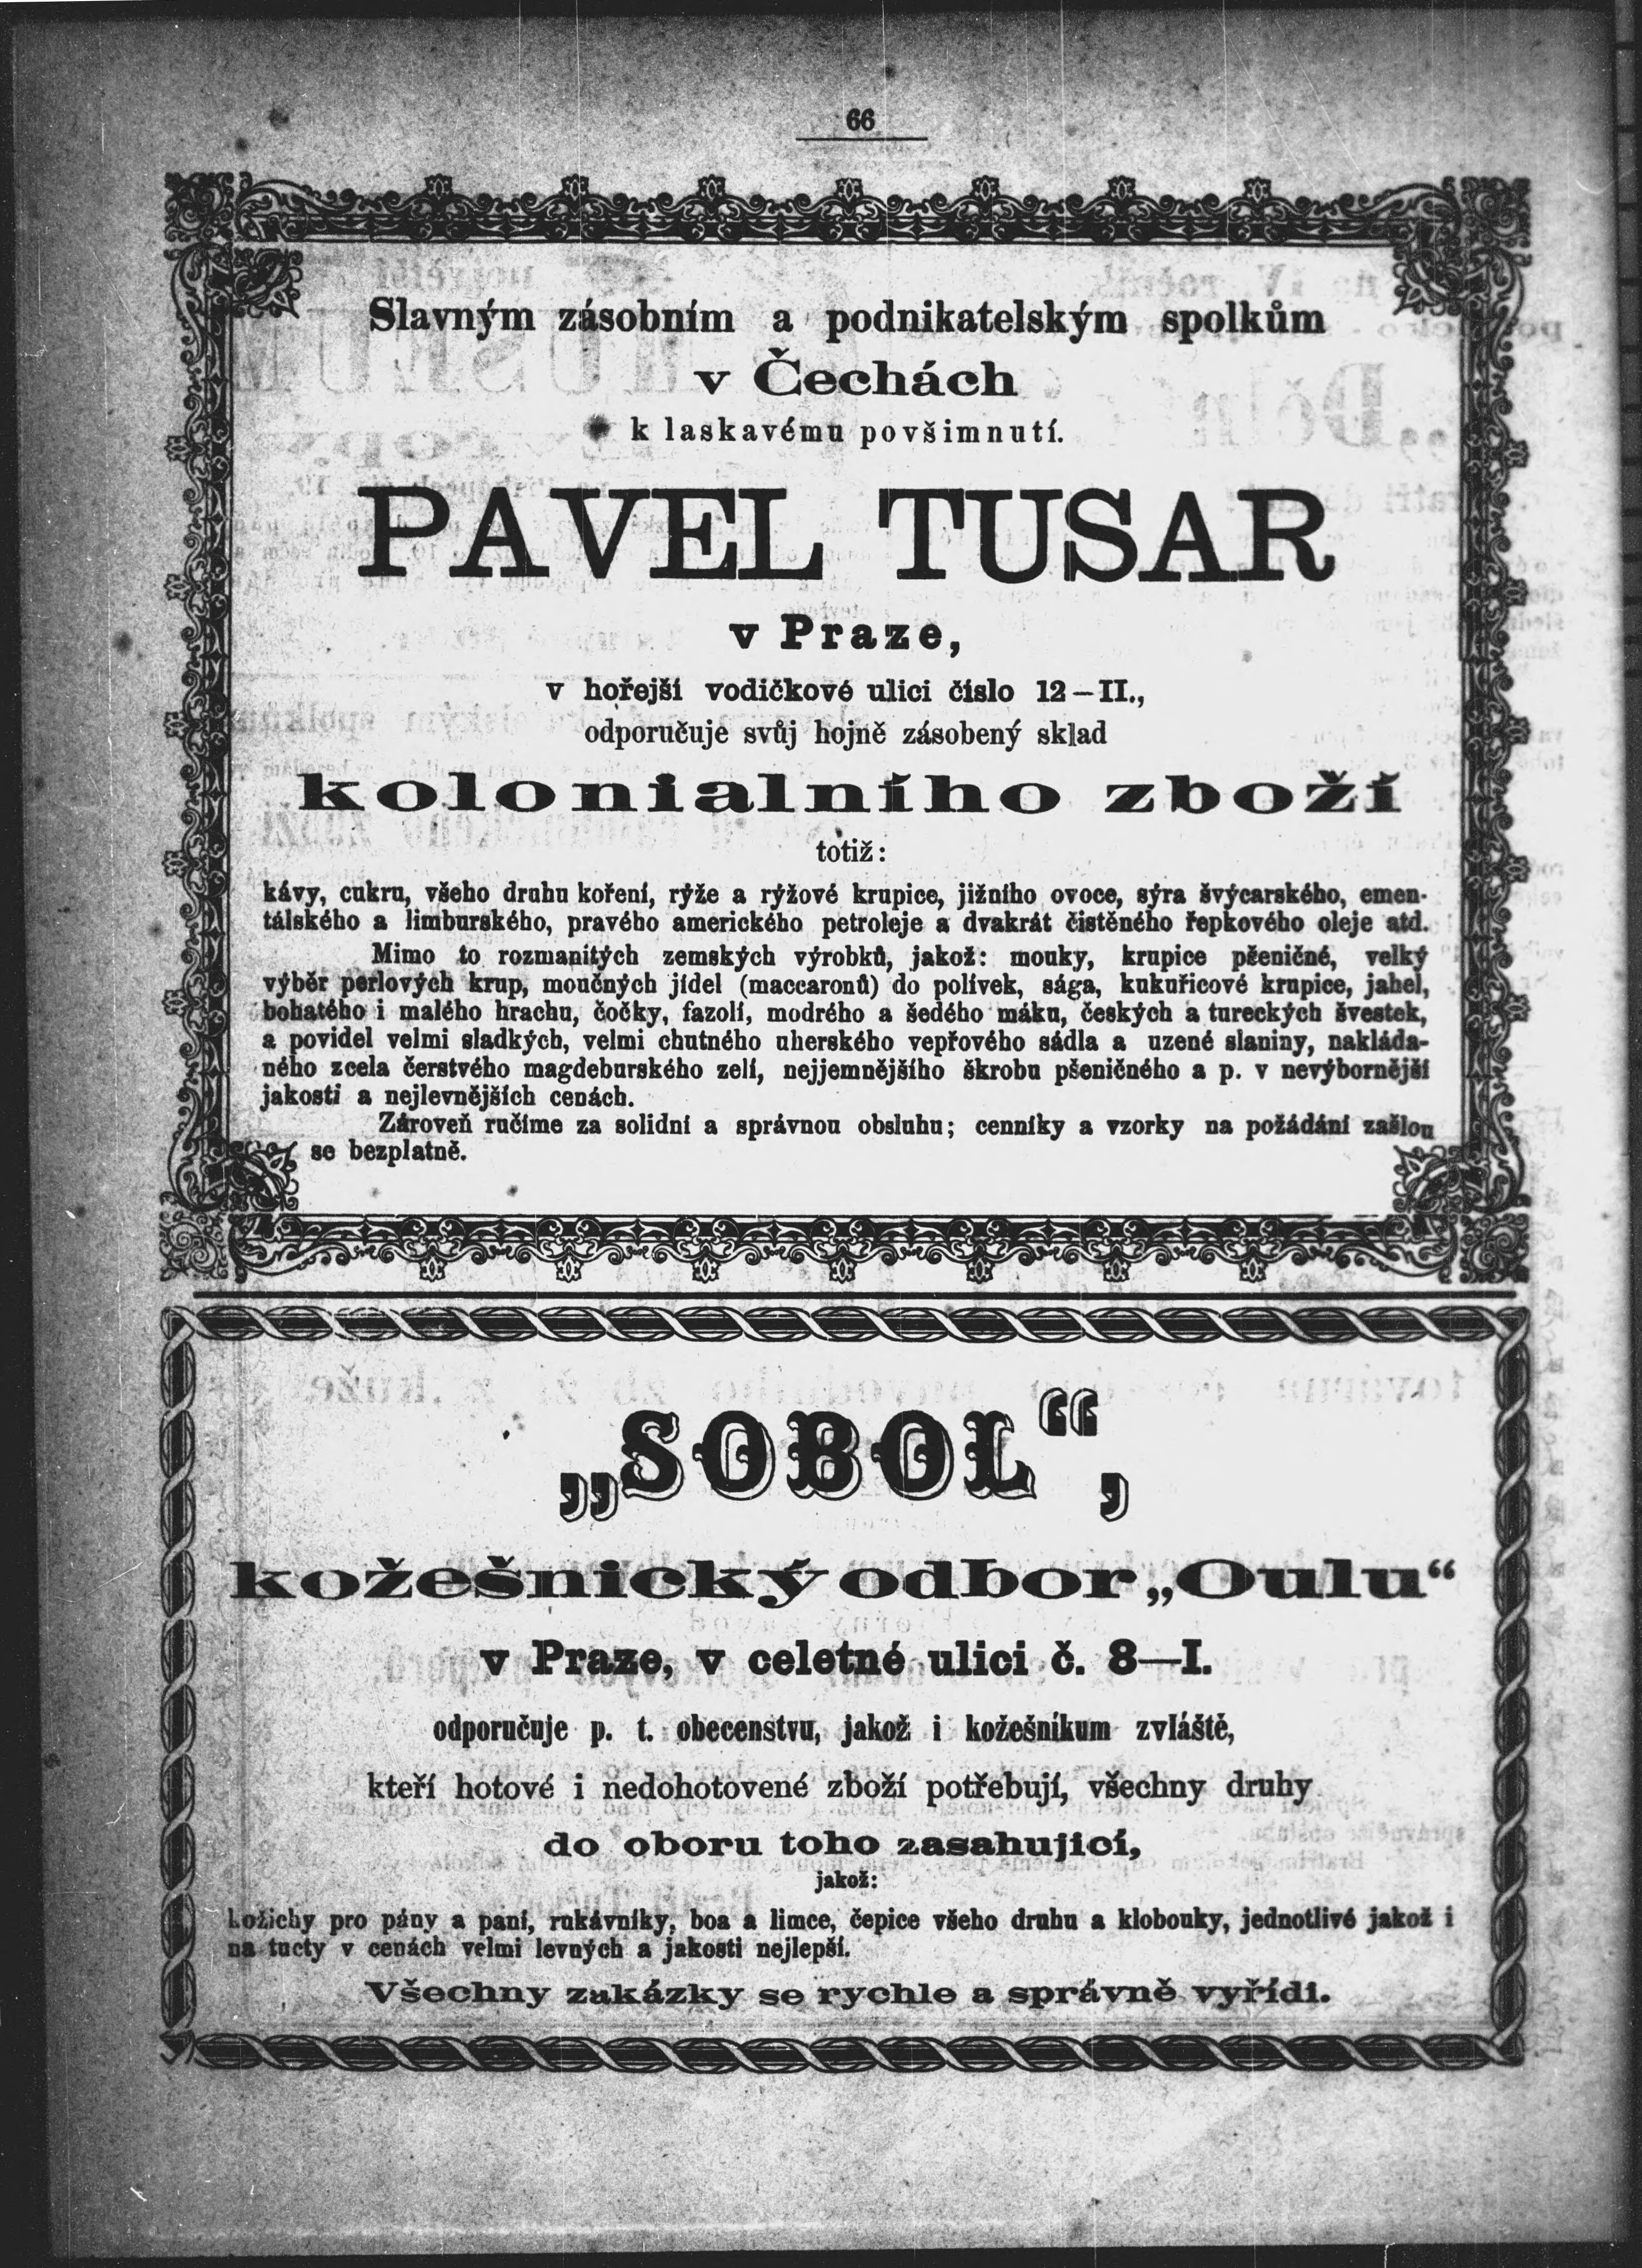 66
Slavným zásobním a podnikatelským spolkům
v Čechách
k laskavému povšimnutí.
PAVEL TUSAR
v Praze,
v hořejší vodičkové ulici číslo 12–II.,
odporučuje svůj hojně zásobený sklad
kolonialního zboží
totiž:
kávy, cukru, všeho druhu koření, rýže a rýžové krupice, jižního ovoce, sýra švýcarského, emen-
tálského a limburského, pravého amerického petroleje a dvakrát čistěného řepkového oleje atd.
Mimo to rozmanitých zemských výrobků, jakož: mouky, krupice pšeničné, velký
výběr perlových krup, moučných jídel (maccaronů) do polívek, sága, kukuřicové krupice, jahel,
bohatého i malého hrachu, čočky, fazolí, modrého a šedého máku, českých a tureckých švestek,
a povidel velmi sladkých, velmi chutného uherského vepřového sádla a uzené slaniny, nakláda-
ného zcela čerstvého magdeburského zelí, nejjemnějšího škrobu pšeničného a p. v nevýbornější
jakosti a nejlevnějších cenách.
Zároveň ručíme za solidní a správnou obsluhu; cenníky a vzorky na požádání zašlou
se bezplatně.
„SOBOL“,
kožešnický odbor „Oulu“
v Praze, v celetné ulici č. 8—I.
odporučuje p. t. obecenstvu, jakož i kožešníkum zvláště,
kteří hotové i nedohotovené zboží potřebují, všechny druhy
do oboru toho zasahující,
jakož:
kožichy pro pány a paní, rukávníky, boa a límce, čepice všeho druhu a klobouky, jednotlivé jakož i
na tucty v cenách velmi levných a jakosti nejlepší.
Všechny zakázky se rychle a správně vyřídí.